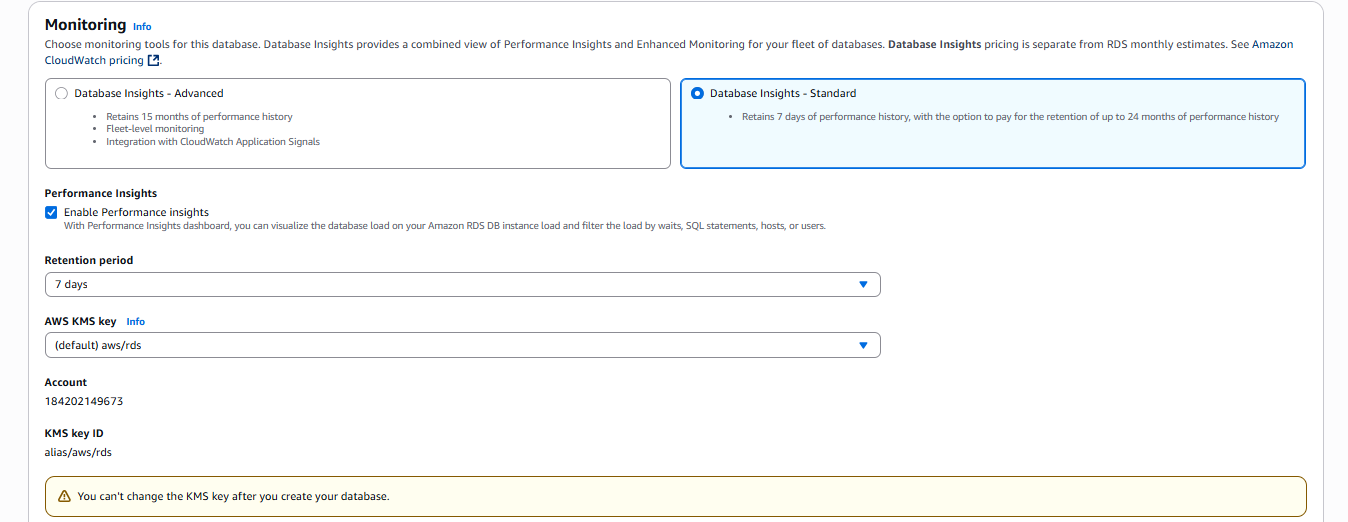 Monitoring Info
Choose monitoring tools for this database. Database Insights provides a combined view of Performance Insights and Enhanced Monitoring for your fleet of databases. Database Insights pricing is separate from RDS monthly estimates. See Amazon
CloudWatch pricing.
Database Insights - Advanced
• Retains 15 months of performance history
• Fleet-level monitoring
• Integration with CloudWatch Application Signals
Database Insights - Standard
• Retains 7 days of performance history, with the option to pay for the retention of up to 24 months of performance history
Performance Insights
Enable Performance insights
With Performance Insights dashboard, you can visualize the database load on your Amazon RDS DB instance load and filter the load by waits, SQL statements, hosts, or users.
Retention period
7 days
AWS KMS key Info
(default) aws/rds
Account
184202149673
KMS key ID
alias/aws/rds
You can't change the KMS key after you create your database.